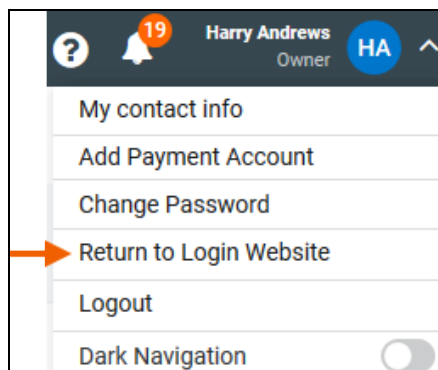 ?
19
Harry Andrews
Owner
HA
My contact info
Add Payment Account
Change Password
Return to Login Website
Logout
Dark Navigation